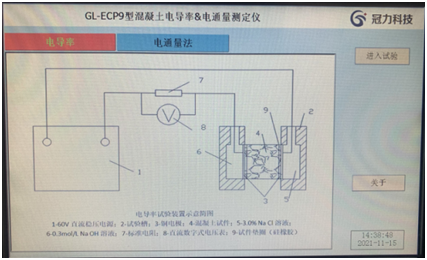 GL-ECP9型混凝土电导率&电通量测定仪
冠力科技
电导率
电通量法
进入试验
7
V
8
9
2
4
6
1
3
5
关于
电导率试验装置示意附图
1-60V 直流稳压电源；2-试验槽；3-铜电极；4-混凝土试件；5-3.0% Na Cl 溶液；
6-0.3mol/L Na OH 溶液；7-标准电阻；8-直流数字式电压表；9-试件垫圈（硅橡胶）
14:38:48
2021-11-15